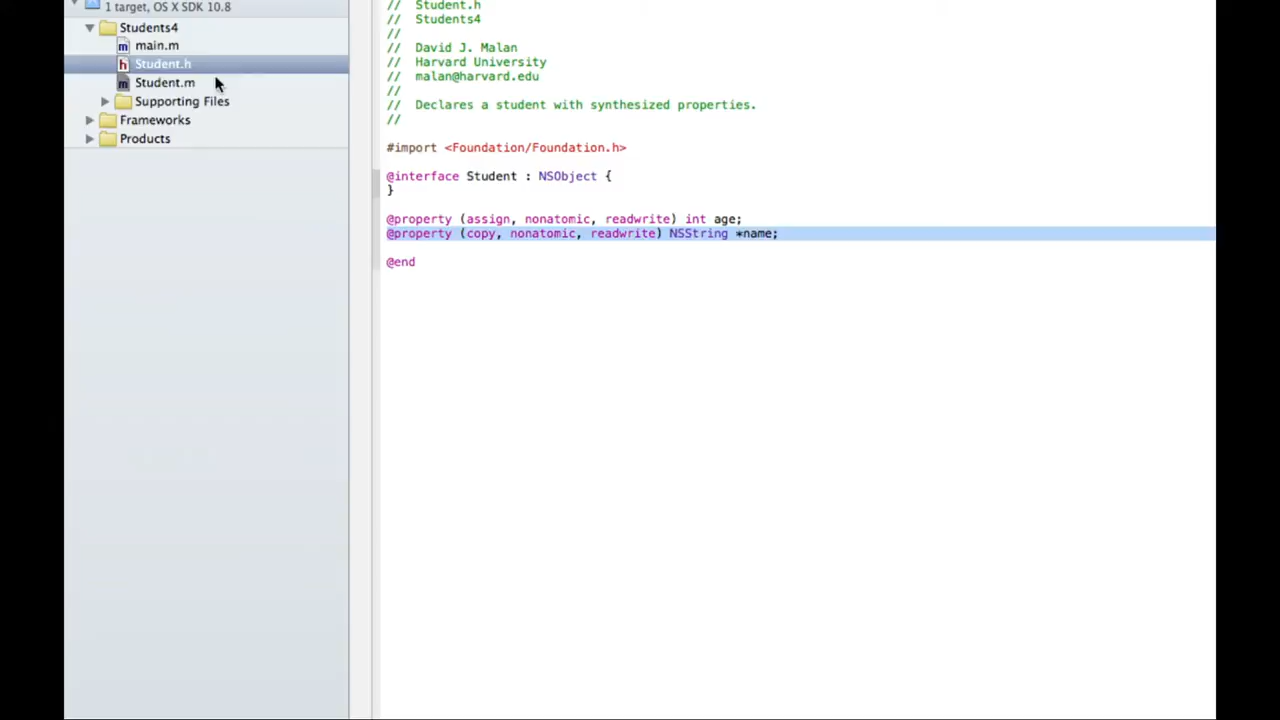 1 target, OS X SDK 10.8
Students4
main.m
Student.h
Student.m
Supporting Files
Frameworks
Products
//  Student.h
//  Students4
//
//  David J. Malan
//  Harvard University
//  malan@harvard.edu
//
//  Declares a student with synthesized properties.
//
#import <Foundation/Foundation.h>
@interface Student : NSObject {
}
@property (assign, nonatomic, readwrite) int age;
@property (copy, nonatomic, readwrite) NSString *name;
@end